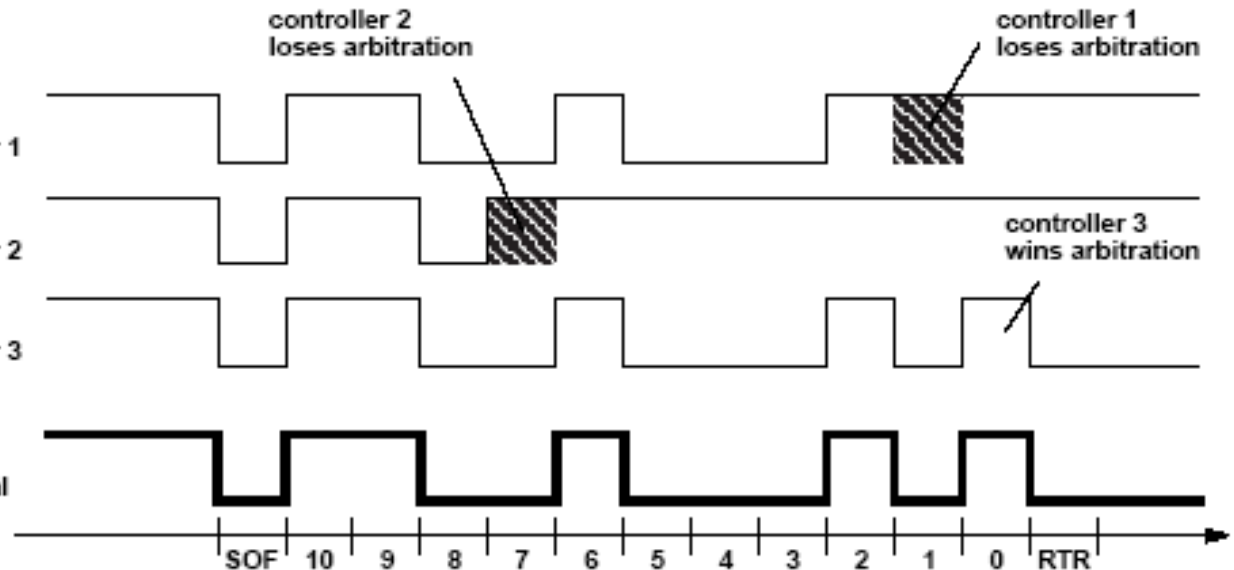 controller 2
loses arbitration
controller 1
loses arbitration
1
2
controller 3
wins arbitration
3
SOF 10 9 8 7 6 5 4 3 2 1 0 RTR